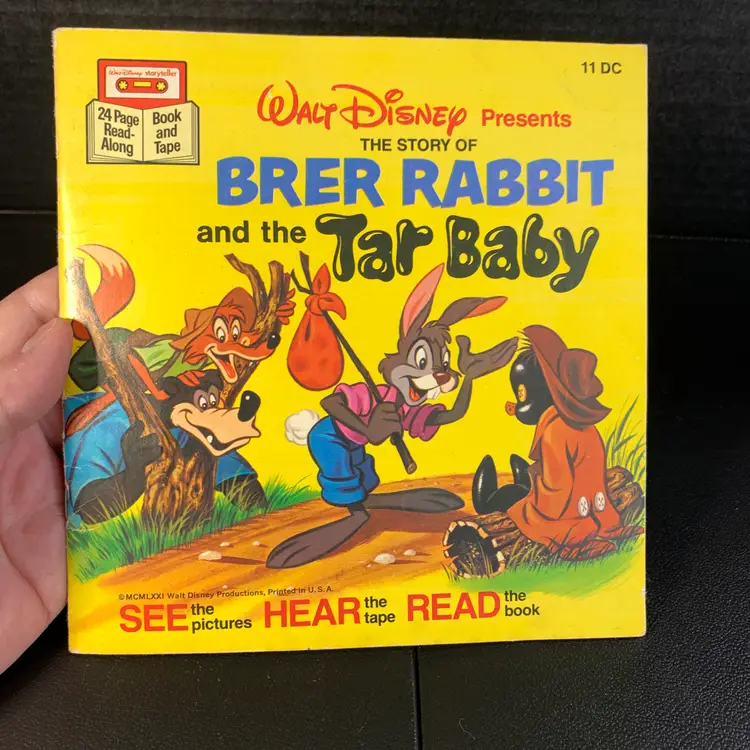 Walt Disney storyteller
24 Page
Read-
Along
Book
and
Tape
11 DC
WALT DISNEY Presents
THE STORY OF
BRER RABBIT
and the Tar Baby
© MCMLXXI Walt Disney Productions, Printed in U.S.A.
SEE the pictures HEAR the tape READ the book